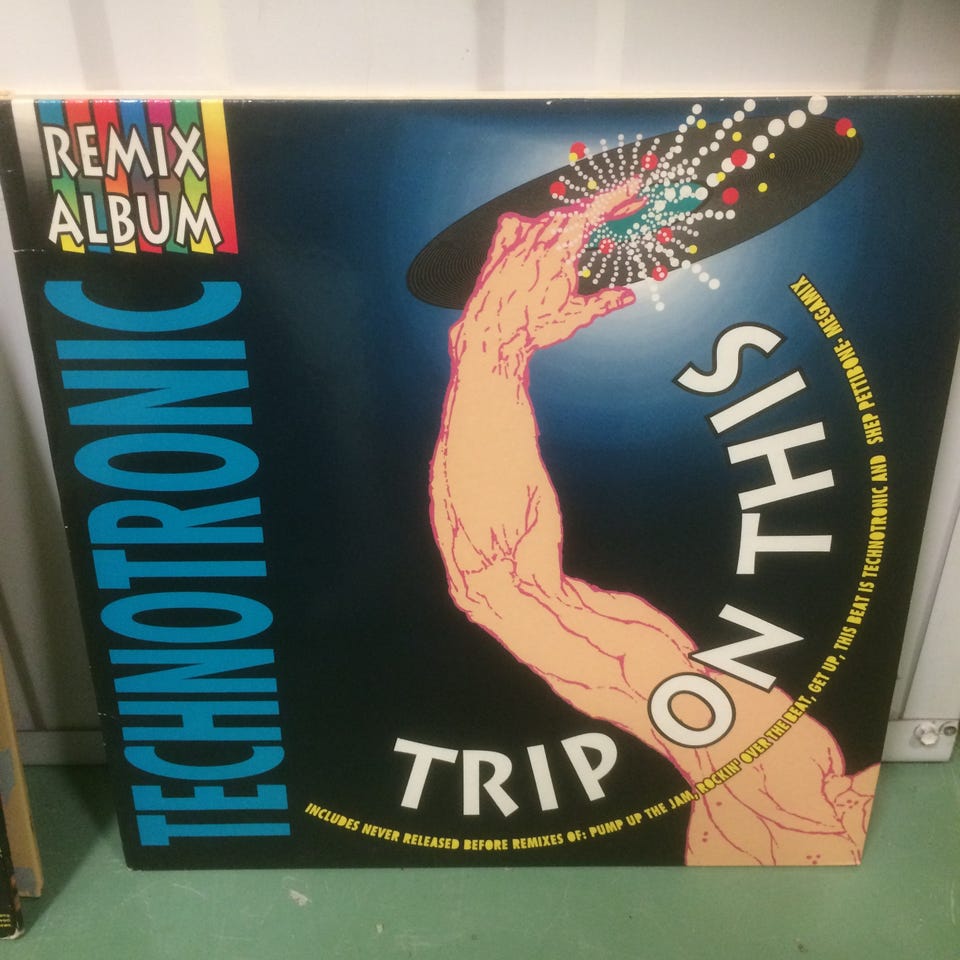 REMIX
ALBUM
TECHNOTRONIC
TRIP ON THIS
INCLUDES NEVER RELEASED BEFORE REMIXES OF: PUMP UP THE JAM, ROCKIN' OVER THE BEAT, GET UP, THIS BEAT IS TECHNOTRONIC AND SHEP PETTIBONE- MEGAMIX